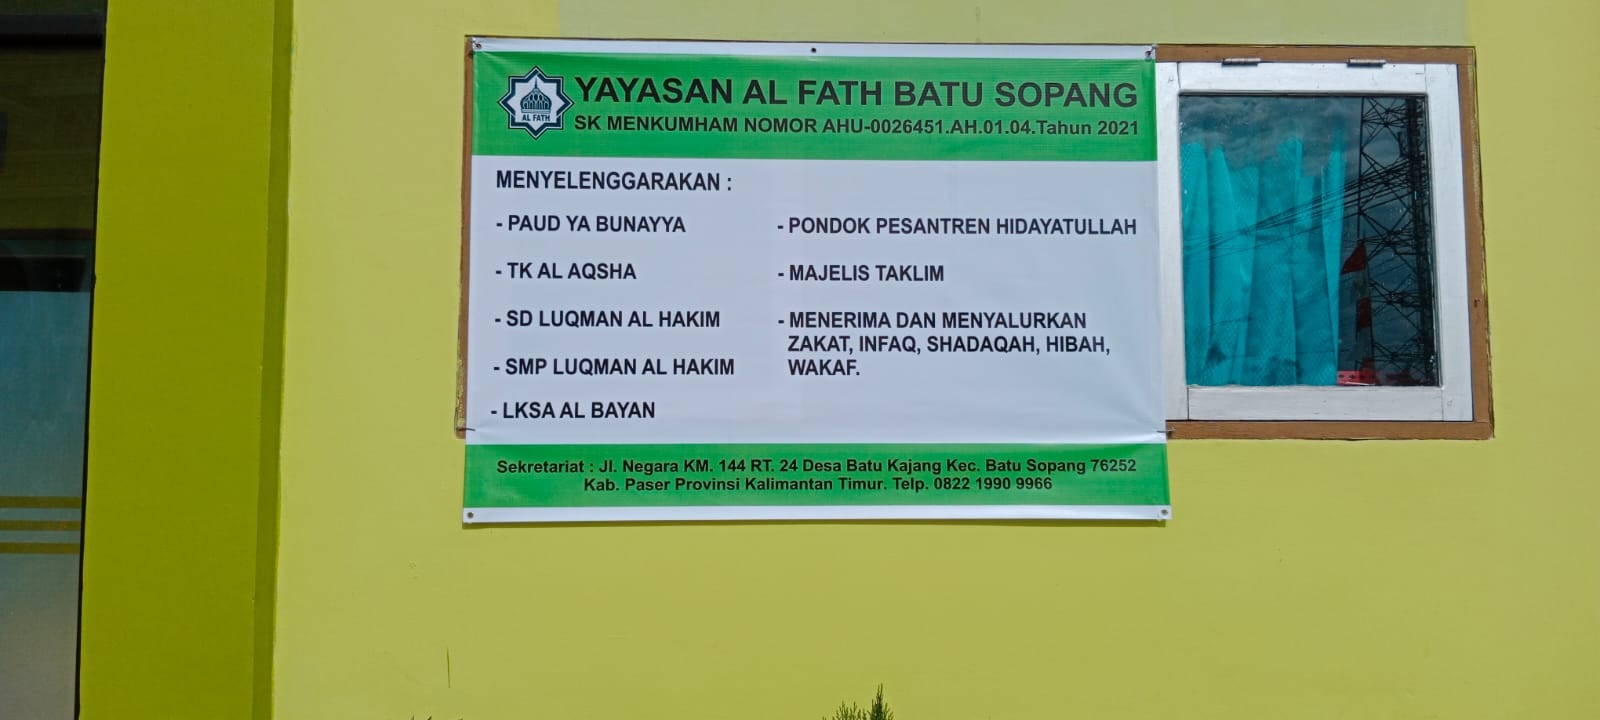 YAYASAN AL FATH BATU SOPANG
AL FATH
SK MENKUMHAM NOMOR AHU-0026451.AH.01.04.Tahun 2021
MENYELENGGARAKAN :
- PAUD YA BUNAYYA
- TK AL AQSHA
- SD LUQMAN AL HAKIM
- SMP LUQMAN AL HAKIM
- LKSA AL BAYAN
- PONDOK PESANTREN HIDAYATULLAH
- MAJELIS TAKLIM
- MENERIMA DAN MENYALURKAN
ZAKAT, INFAQ, SHADAQAH, HIBAH,
WAKAF.
Sekretariat : Jl. Negara KM. 144 RT. 24 Desa Batu Kajang Kec. Batu Sopang 76252
Kab. Paser Provinsi Kalimantan Timur. Telp. 0822 1990 9966